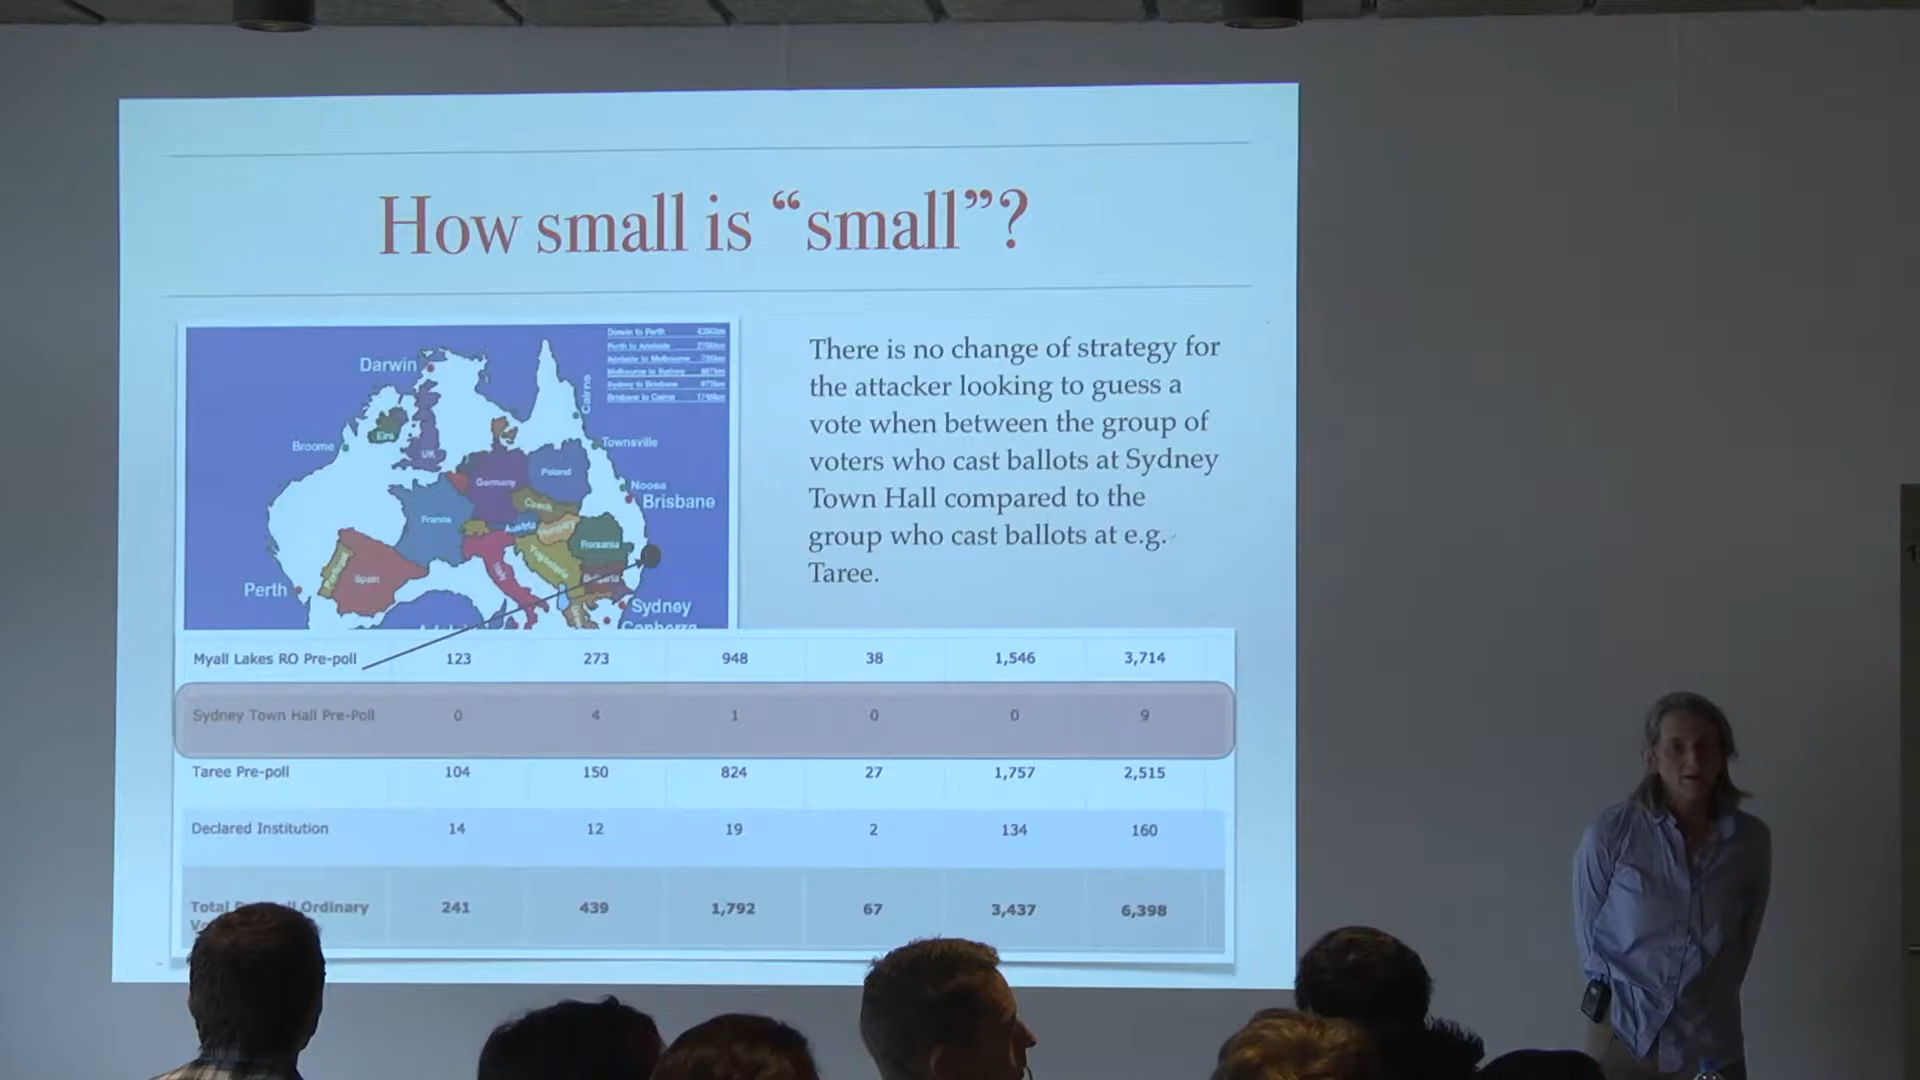 How small is “small”?
Darwin to Perth
Perth to Adelaide
Adelaide to Melbourne
Melbourne to Sydney
Sydney to Brisbane
Brisbane to Cairns
Darwin
Cairns
Broome
Eire
UK
Townsville
Poland
Germany
Noosa
Brisbane
Czech
France
Austria
Hungary
Romania
Yugoslavia
Italy
Portugal
Spain
Bulgaria
Perth
Sydney
Canberra
There is no change of strategy for
the attacker looking to guess a
vote when between the group of
voters who cast ballots at Sydney
Town Hall compared to the
group who cast ballots at e.g.
Taree.
Myall Lakes RO Pre-poll 123 273 948 38 1,546 3,714
Sydney Town Hall Pre-Poll 0 4 1 0 0 9
Taree Pre-poll 104 150 824 27 1,757 2,515
Declared Institution 14 12 19 2 134 160
Total Ordinary 241 439 1,792 67 3,437 6,398